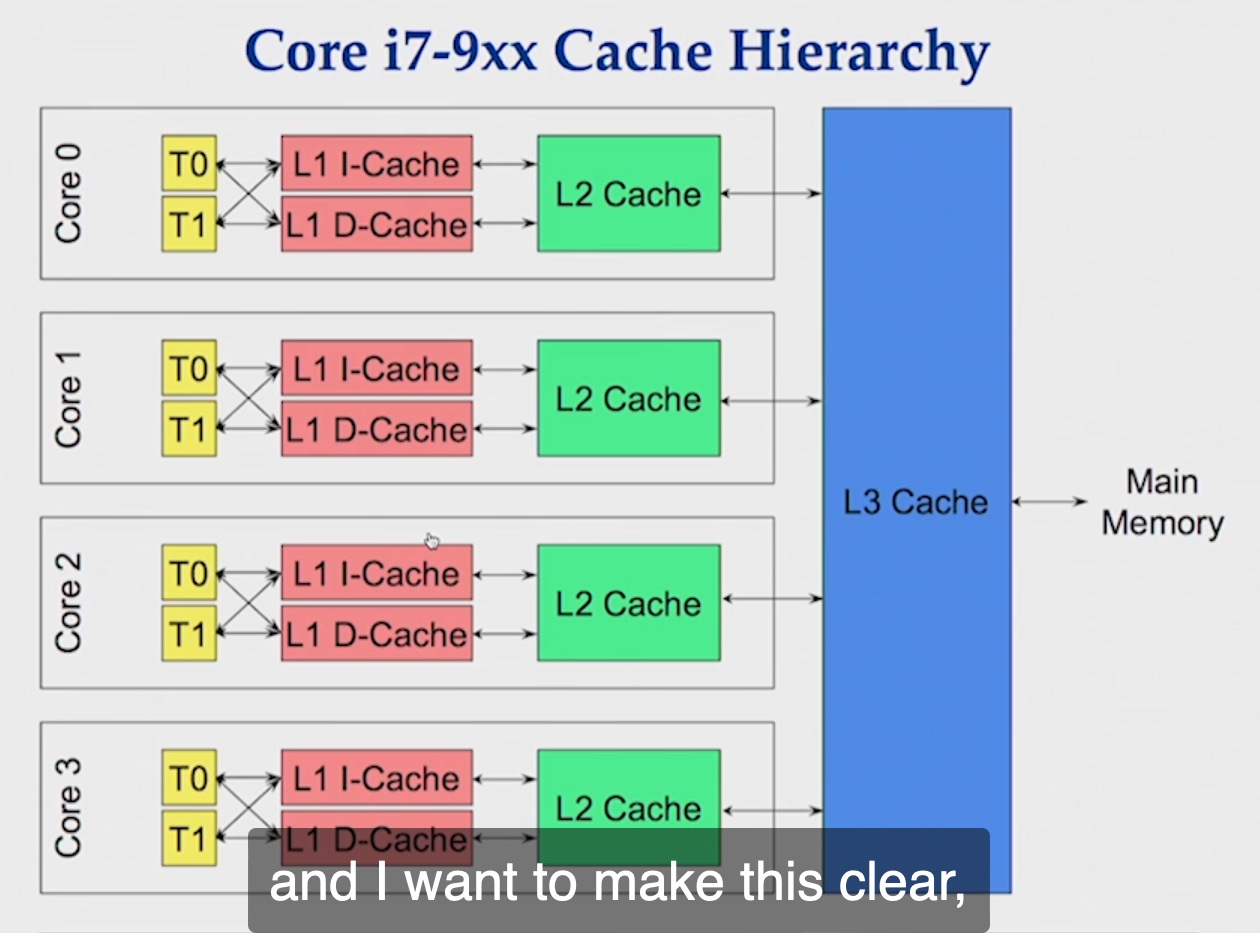 Core i7-9xx Cache Hierarchy
Core 0
T0
L1 I-Cache
T1
L1 D-Cache
L2 Cache
Core 1
T0
L1 I-Cache
T1
L1 D-Cache
L2 Cache
Core 2
T0
L1 I-Cache
T1
L1 D-Cache
L2 Cache
Core 3
T0
L1 I-Cache
T1
L1 D-Cache
L2 Cache
L3 Cache
Main
Memory
and I want to make this clear,